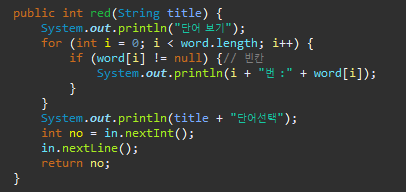 public int red(String title) {
    System.out.println("단어 보기");
    for (int i = 0; i < word.length; i++) {
        if (word[i] != null) {// 빈칸
            System.out.println(i + "번 :" + word[i]);
        }
    }
    System.out.println(title + "단어선택");
    int no = in.nextInt();
    in.nextLine();
    return no;
}